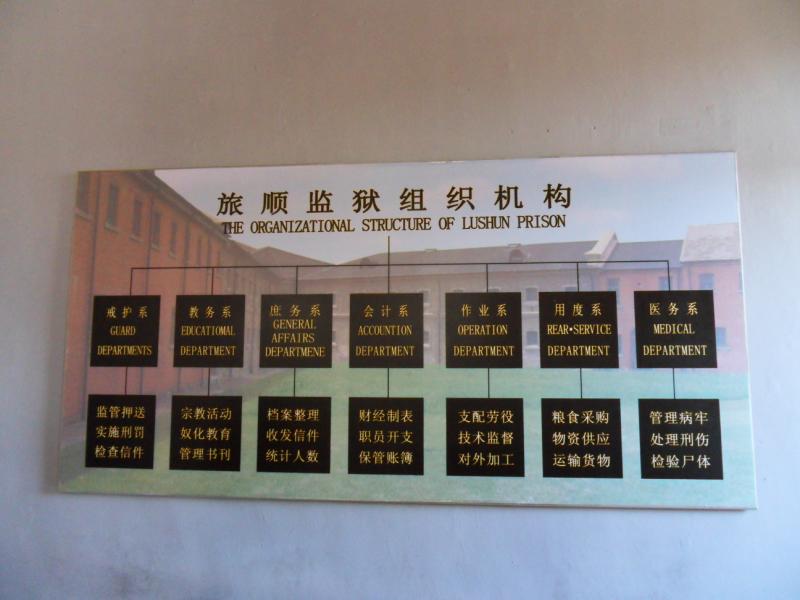 旅顺监狱组织机构
THE ORGANIZATIONAL STRUCTURE OF LUSHUN PRISON
戒护系
GUARD
DEPARTMENTS
教务系
EDUCATIOMAL
DEPARTMENT
庶务系
GENERAL
AFFAIRS
DEPARTMENE
会计系
ACCOUNTION
DEPARTMENT
作业系
OPERATION
DEPARTMENT
用度系
REAR·SERVICE
DEPARTMENT
医务系
MEDICAL
DEPARTMENT
监管押送
实施刑罚
检查信件
宗教活动
奴化教育
管理书刊
档案整理
收发信件
统计人数
财经制表
职员开支
保管账簿
支配劳役
技术监督
对外加工
粮食采购
物资供应
运输货物
管理病牢
处理刑伤
检验尸体